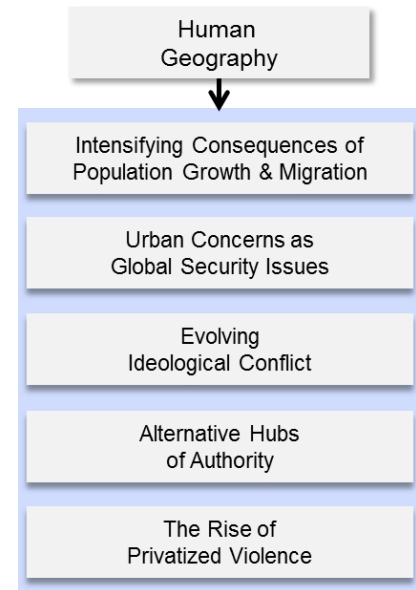 Human
Geography
Intensifying Consequences of
Population Growth & Migration
Urban Concerns as
Global Security Issues
Evolving
Ideological Conflict
Alternative Hubs
of Authority
The Rise of
Privatized Violence